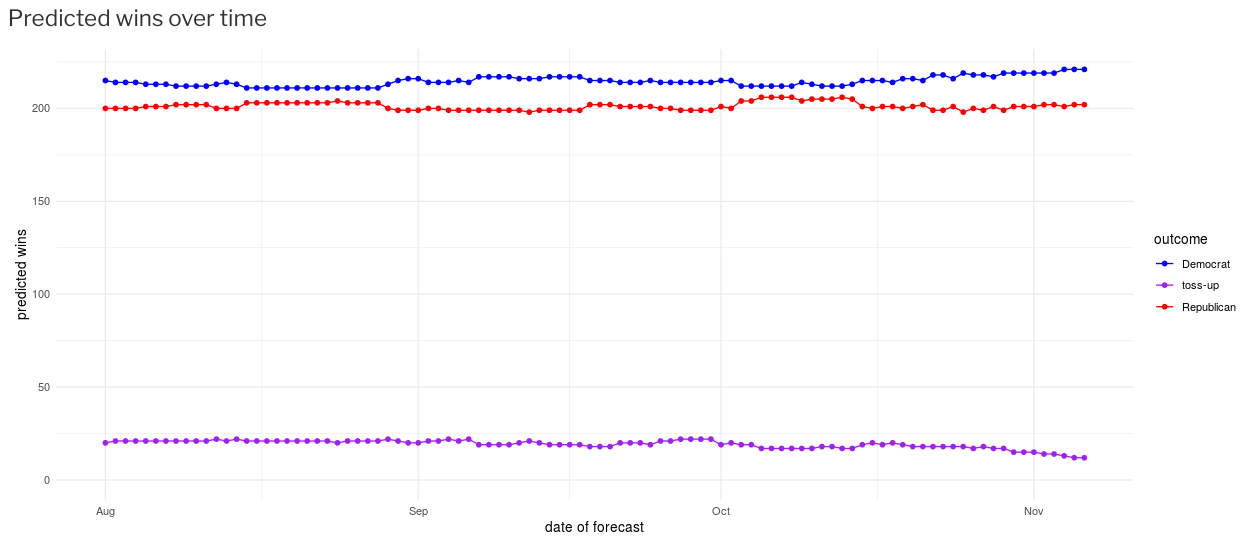 Predicted wins over time
200
150
100
50
0
predicted wins
Aug
Sep
Oct
Nov
date of forecast
outcome
Democrat
toss-up
Republican